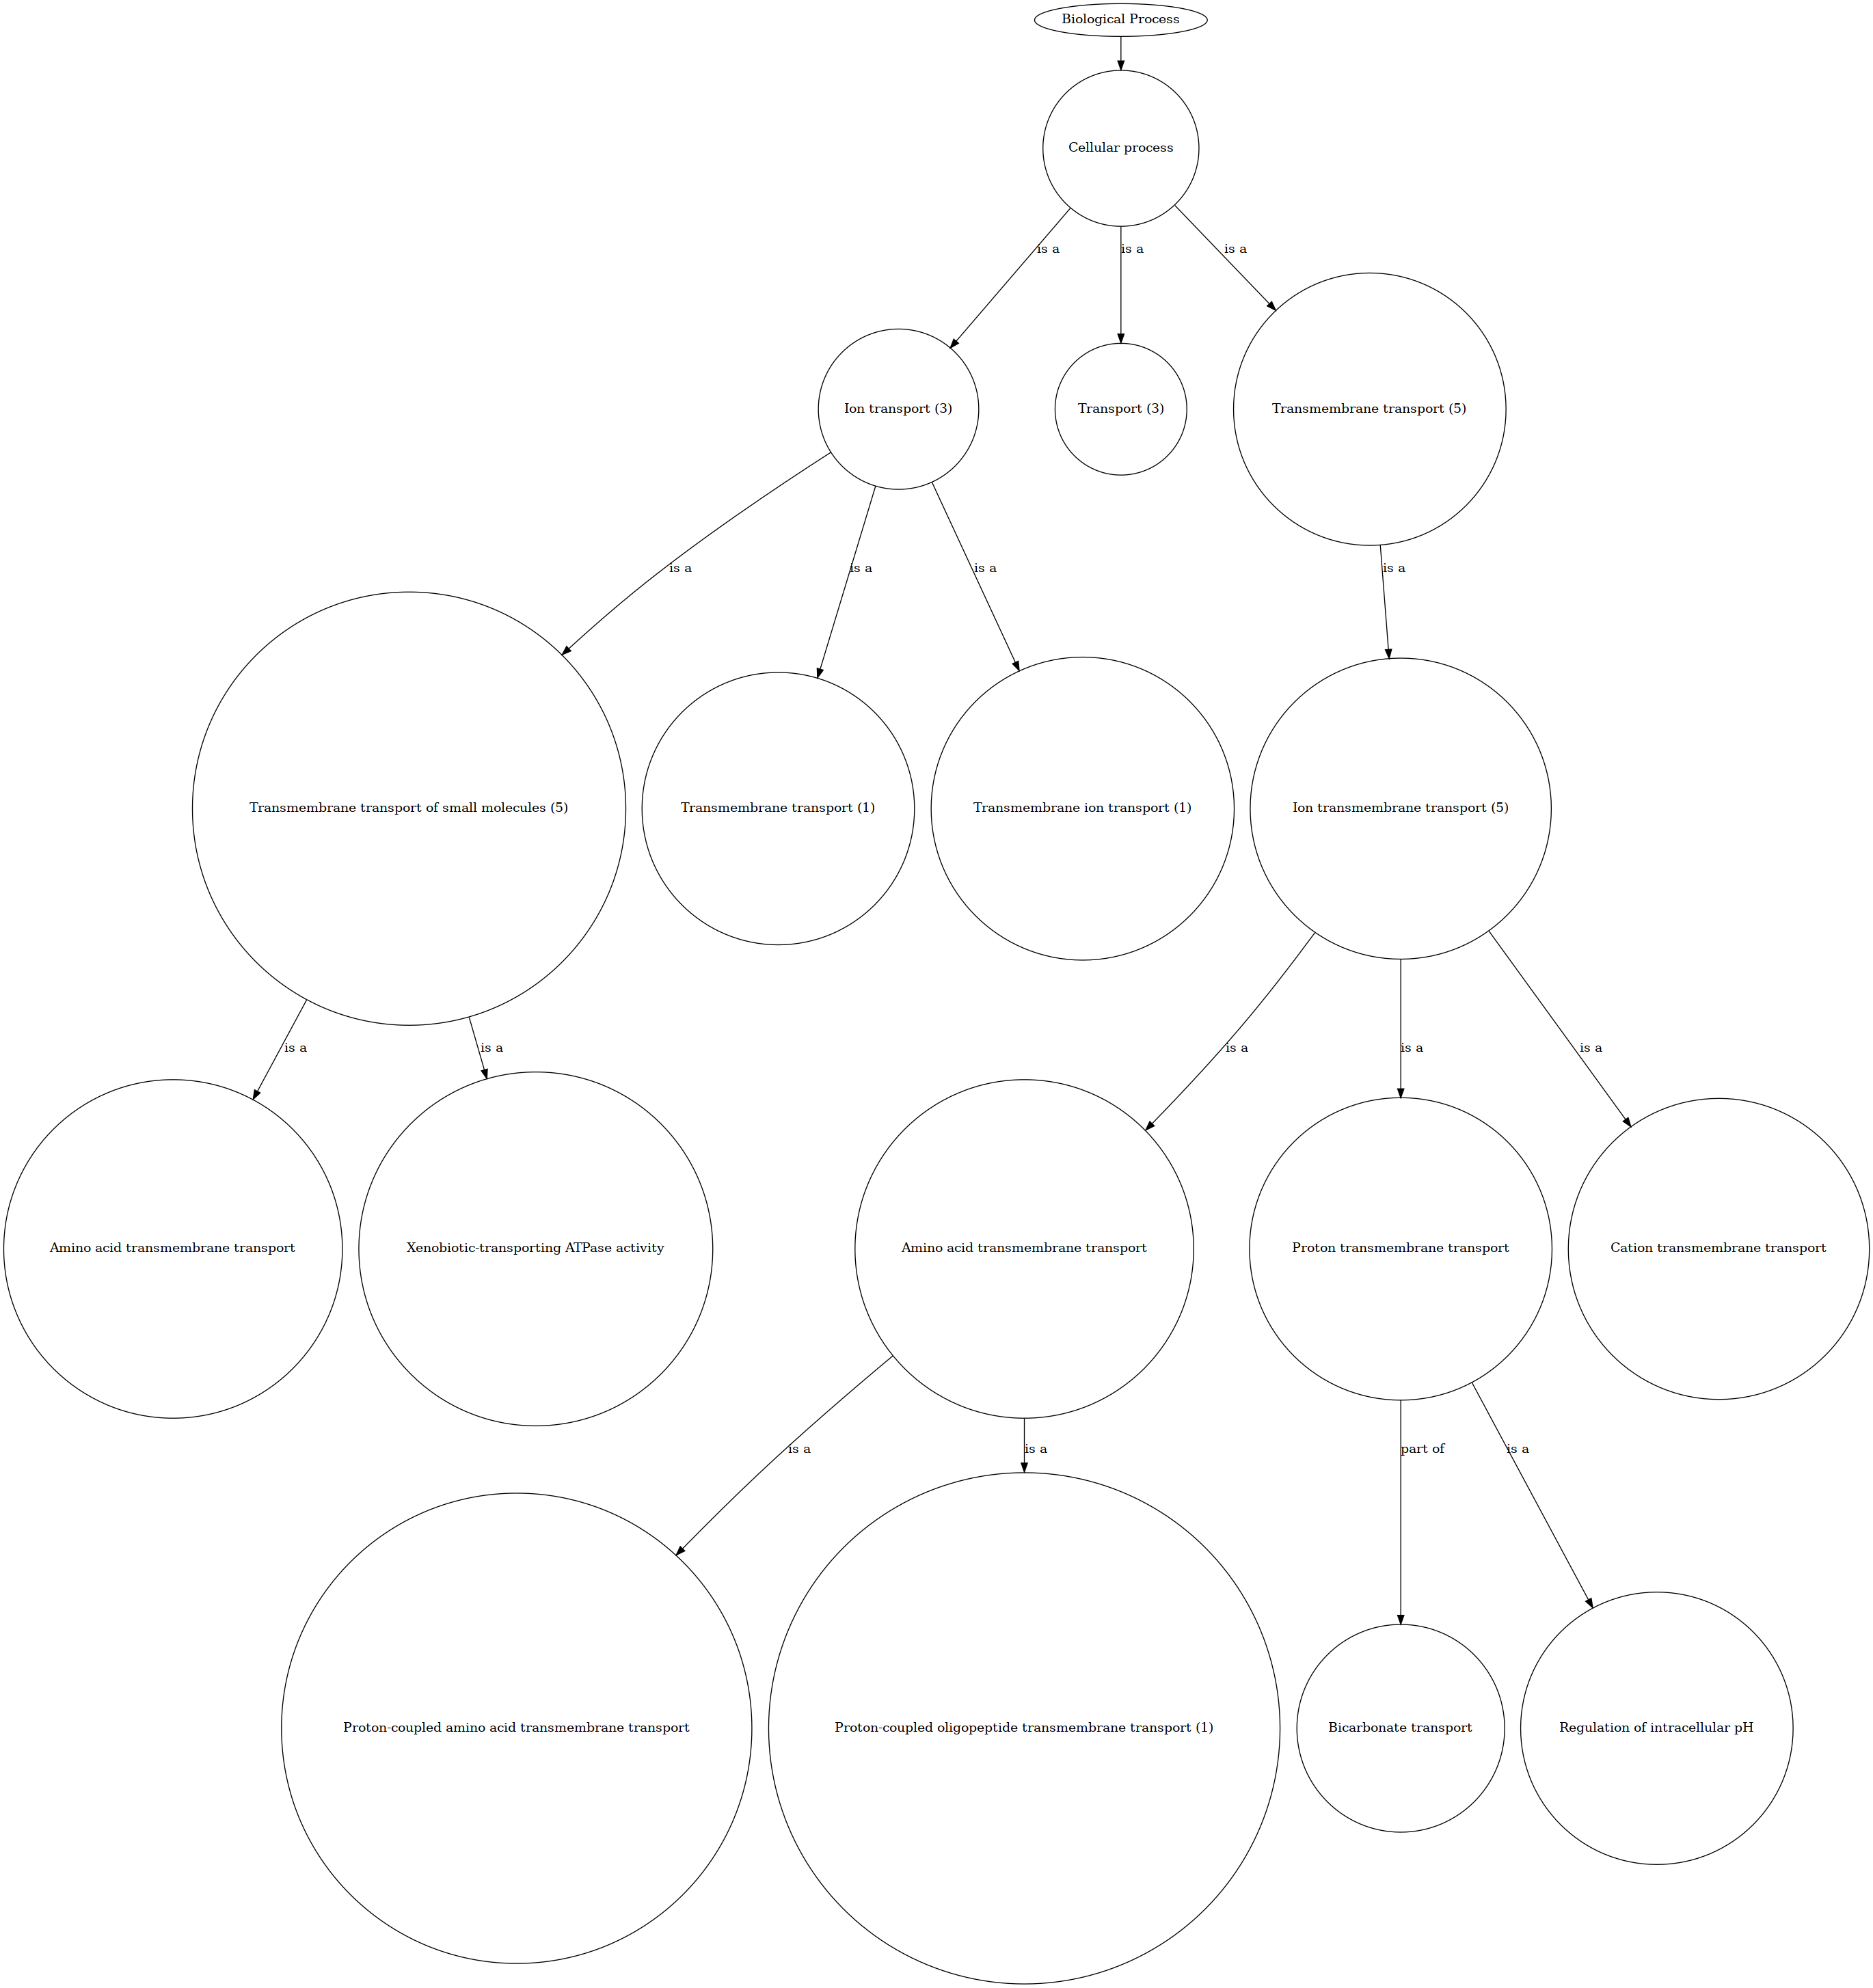 Biological Process
Cellular process
is a
is a
is a
Ion transport (3)
Transport (3)
Transmembrane transport (5)
is a
is a
is a
is a
Transmembrane transport of small molecules (5)
Transmembrane transport (1)
Transmembrane ion transport (1)
Ion transmembrane transport (5)
is a
is a
is a
is a
is a
Amino acid transmembrane transport
Xenobiotic-transporting ATPase activity
Amino acid transmembrane transport
Proton transmembrane transport
Cation transmembrane transport
is a
is a
part of
is a
Proton-coupled amino acid transmembrane transport
Proton-coupled oligopeptide transmembrane transport (1)
Bicarbonate transport
Regulation of intracellular pH